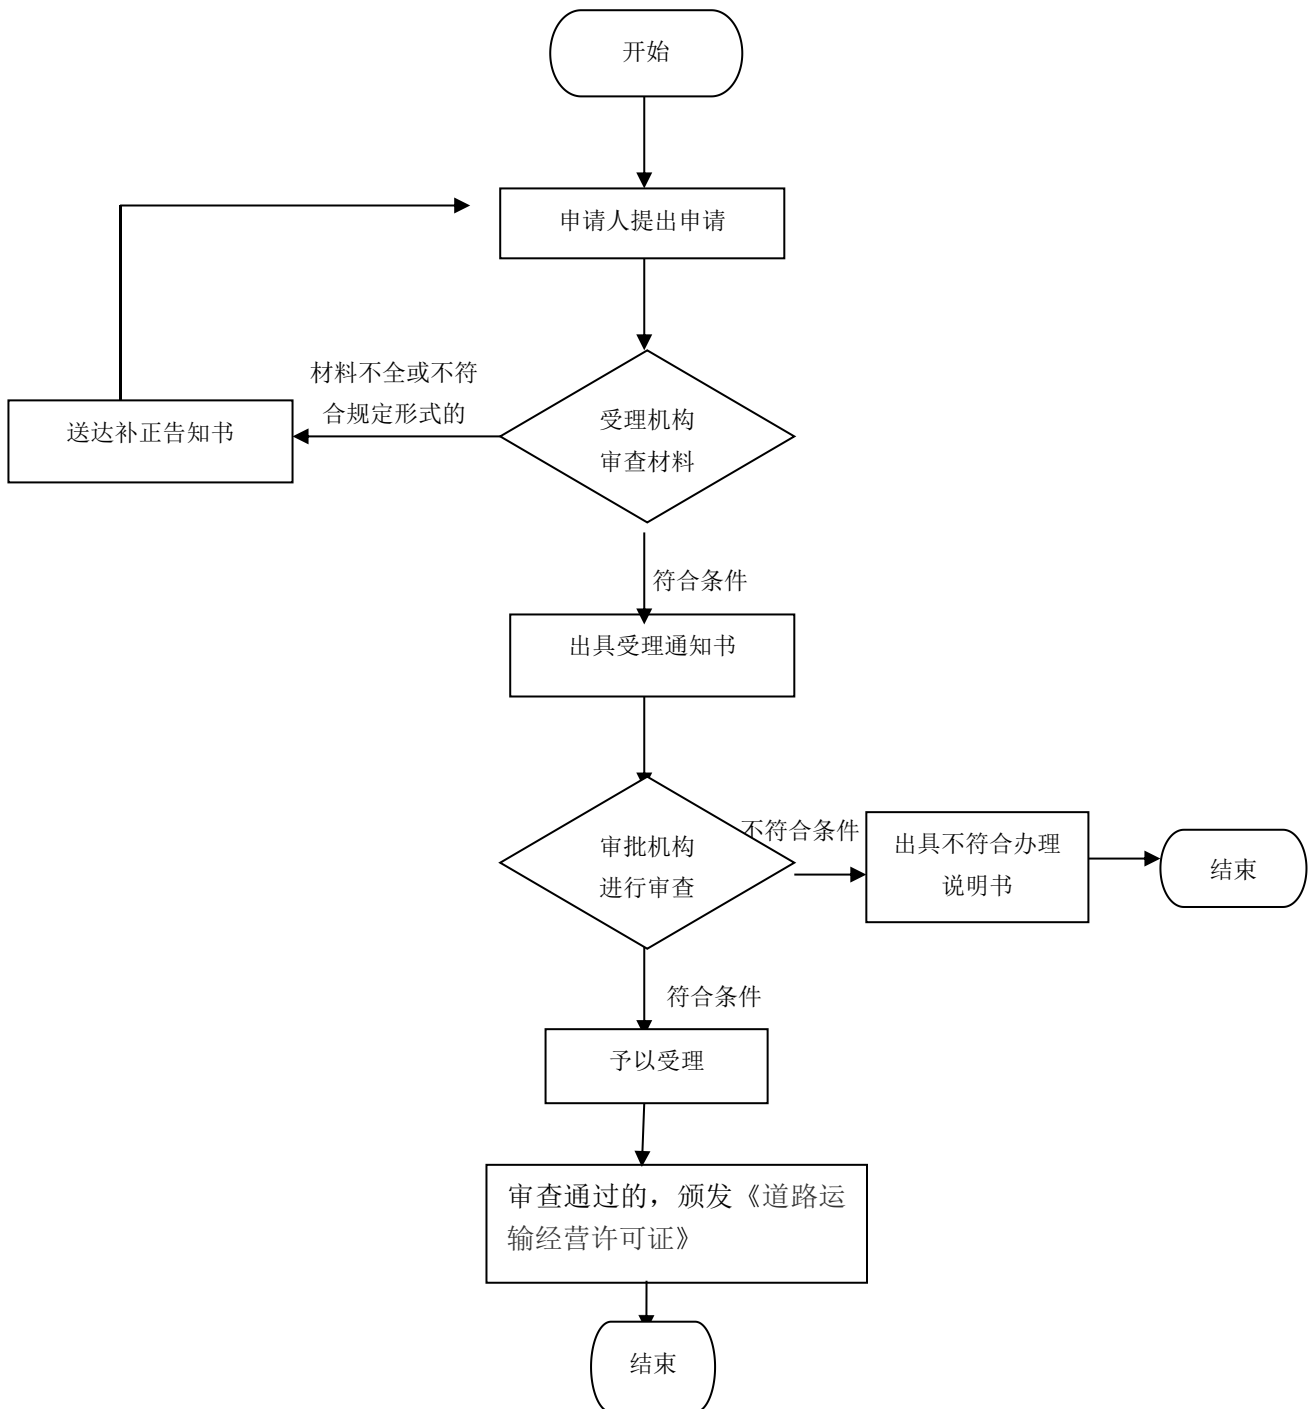 开始
申请人提出申请
材料不全或不符
合规定形式的
送达补正告知书
受理机构
审查材料
符合条件
出具受理通知书
审批机构
进行审查
不符合条件
出具不符合办理
说明书
结束
符合条件
予以受理
审查通过的，颁发《道路运
输经营许可证》
结束